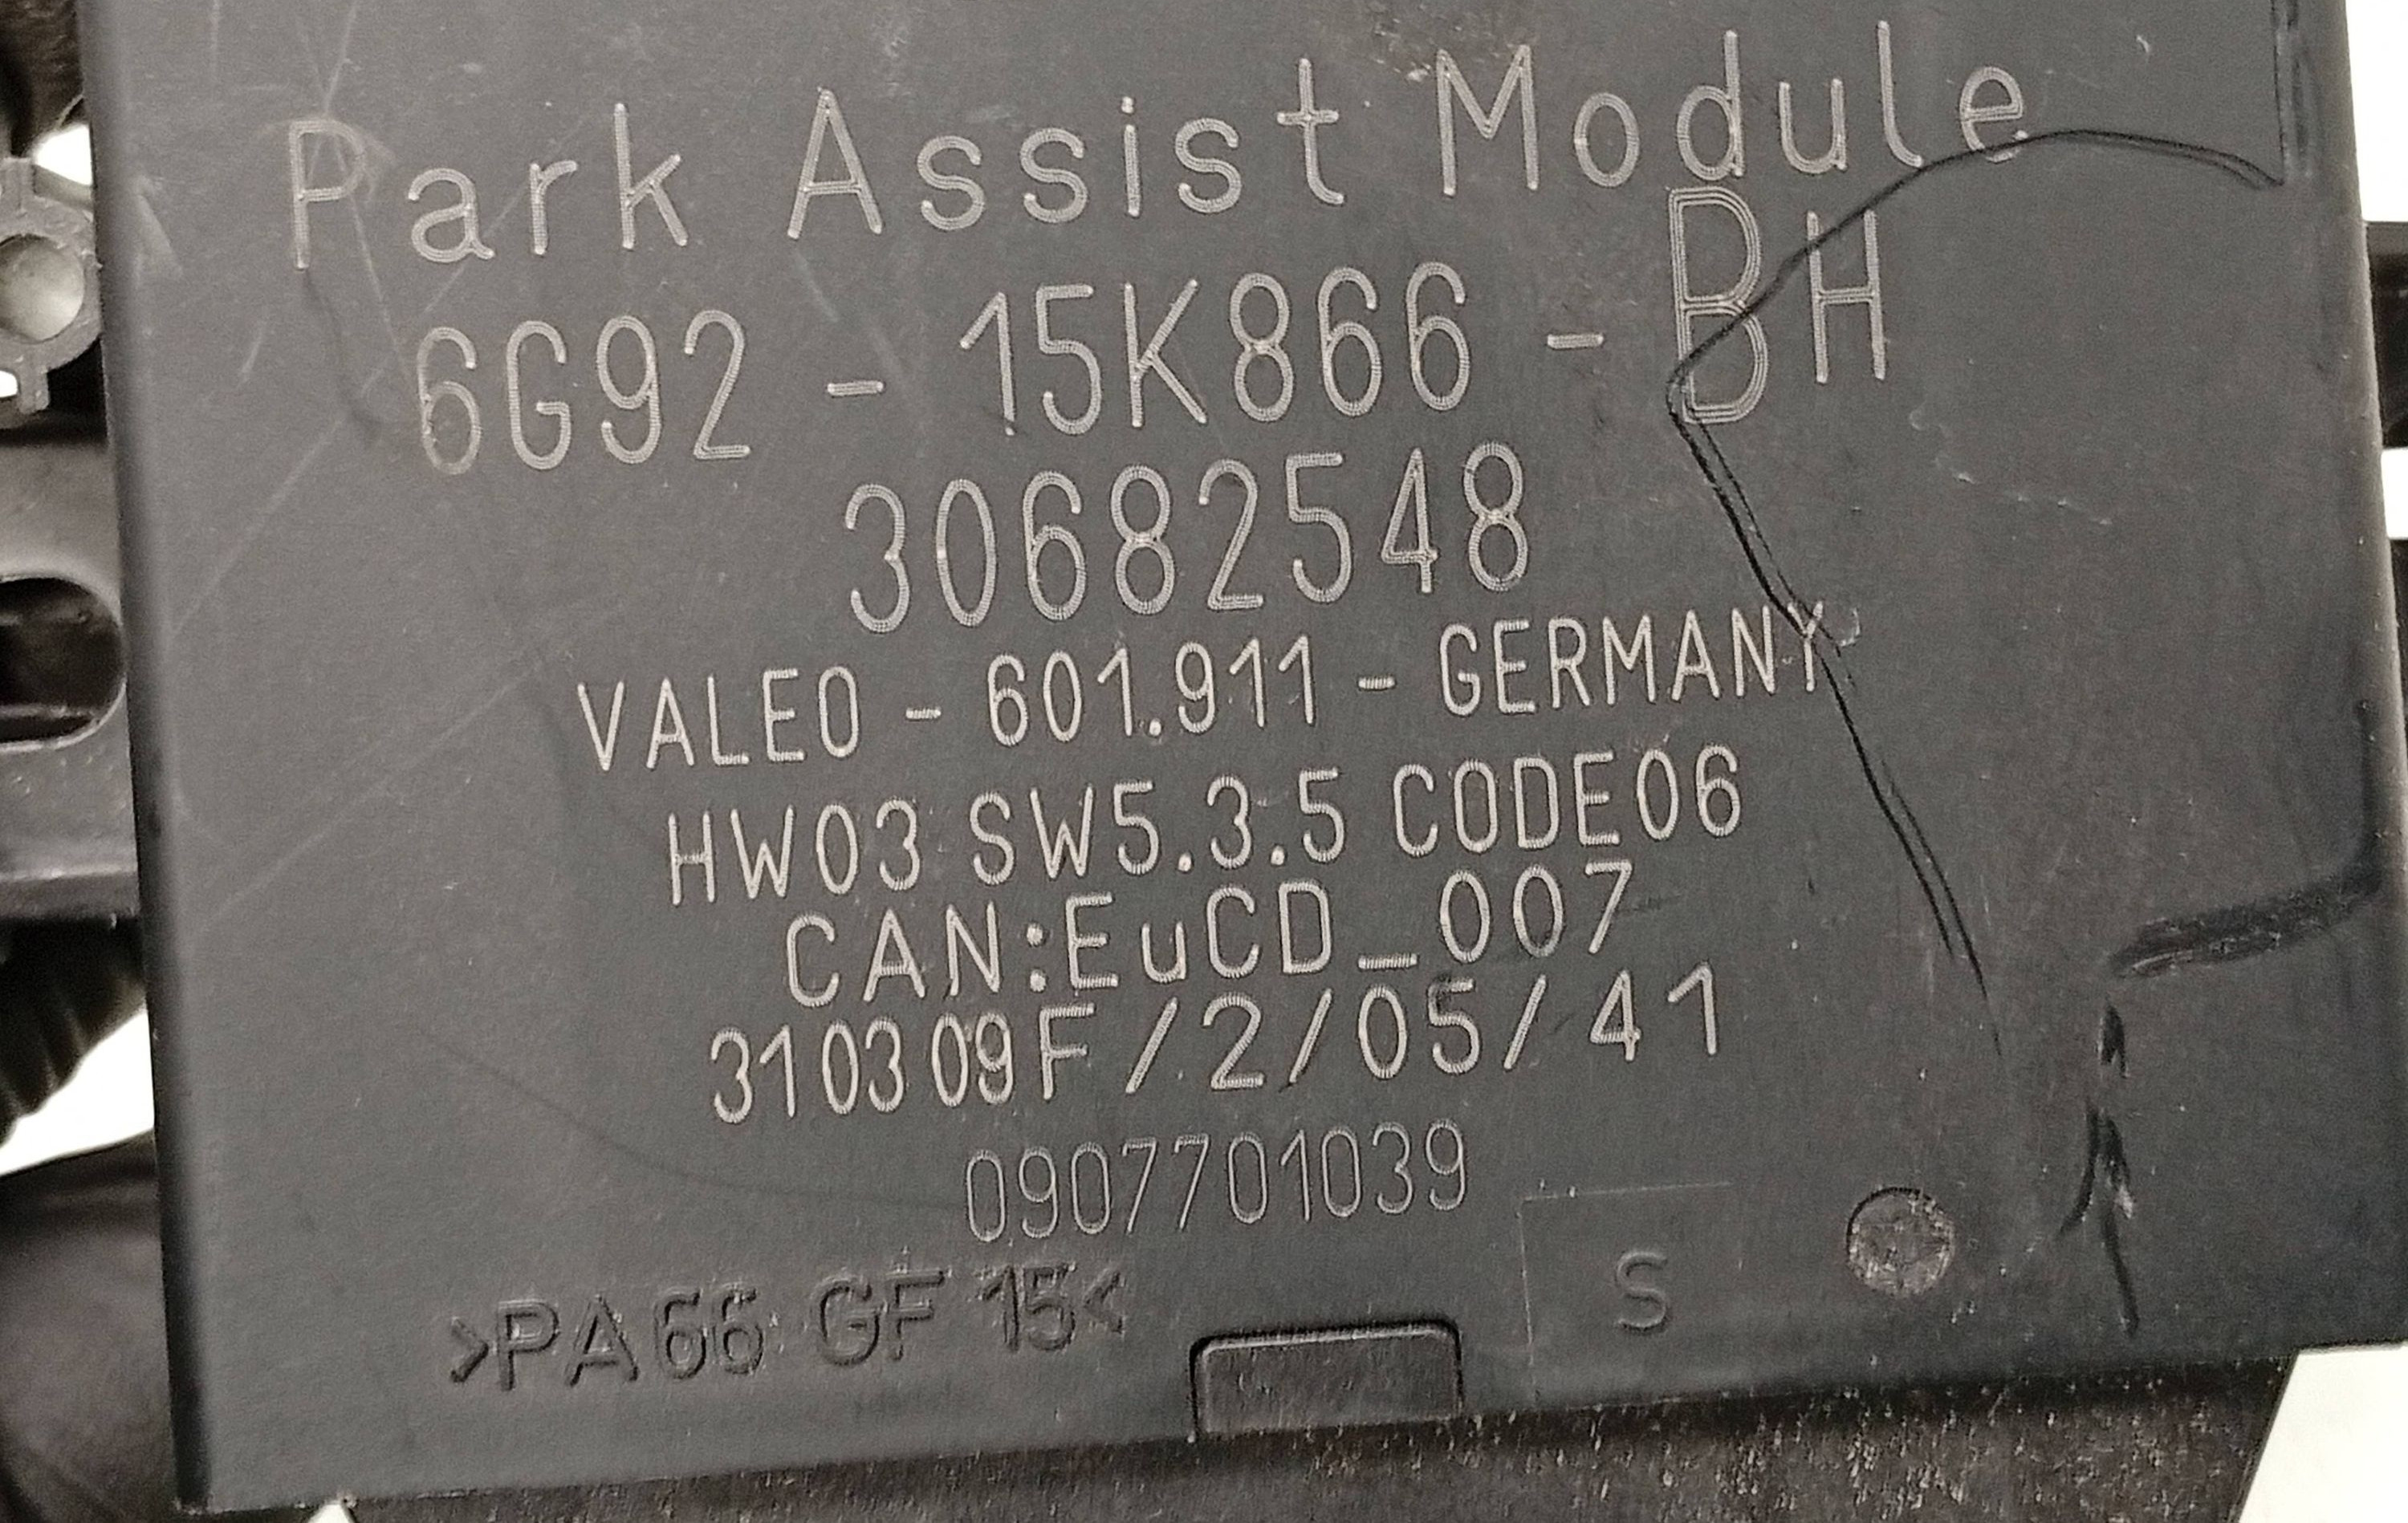 Park Assist Module
6G92 - 15K866 - BH
30682548
VALEO - 601.911 - GERMANY
HW03 SW5.3.5 CODE06
CAN:EuCD_007
310309F/2/05/41
0907701039
>PA66 GF 15<
S